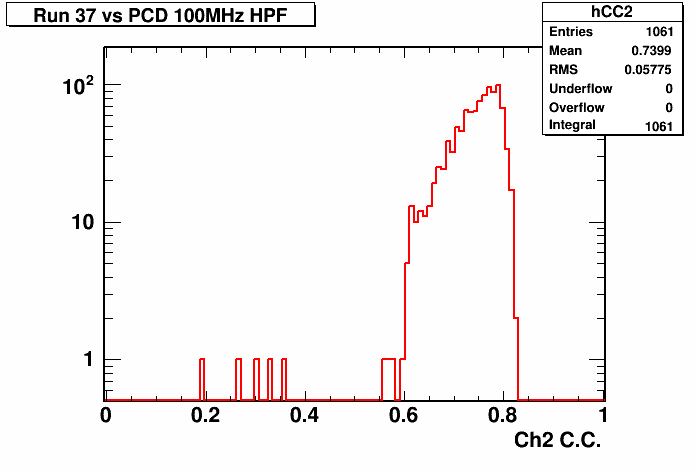 Run 37 vs PCD 100MHz HPF
hCC2
Entries 1061
Mean 0.7399
RMS 0.05775
Underflow 0
Overflow 0
Integral 1061
10²
10
1
0 0.2 0.4 0.6 0.8 1
Ch2 C.C.